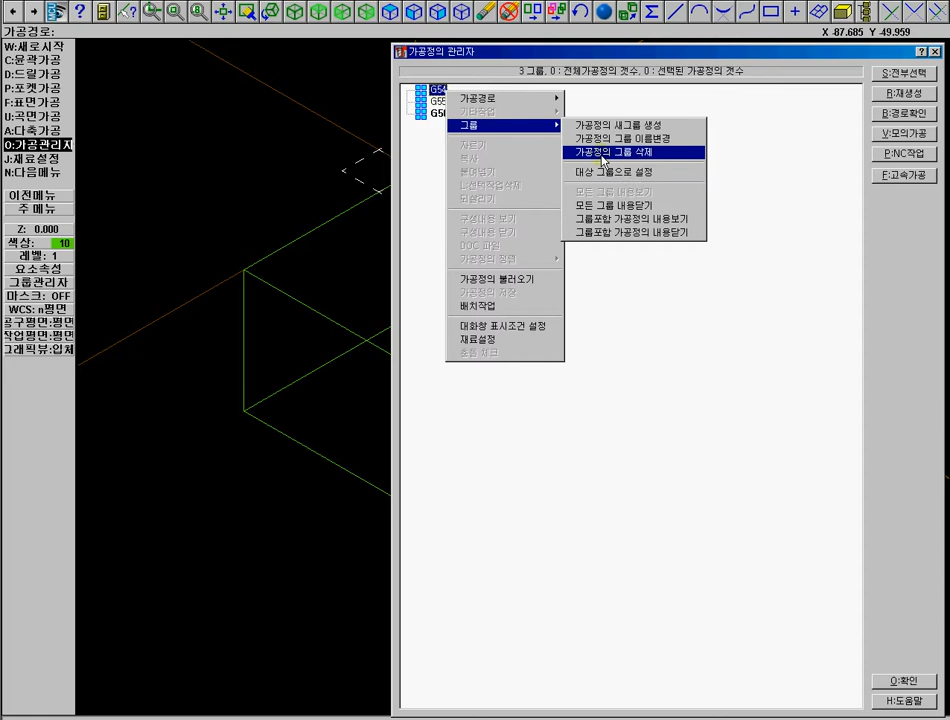 가공경로:
X -87.685  Y -49.959
W:새로시작
C:윤곽가공
D:드릴가공
P:포켓가공
F:표면가공
U:곡면가공
A:다축가공
O:가공관리자
J:재료설정
N:다음메뉴
이전메뉴
주 메뉴
Z: 0.000
색상: 10
레벨: 1
요소속성
그룹관리자
마스크: OFF
WCS: n평면
공구평면:평면
작업평면:평면
그래픽뷰:입체
가공정의 관리자
3 그룹, 0 : 전체가공정의 갯수, 0 : 선택된 가공정의 갯수
G54
G55
가공경로
기타작업
그룹
자르기
복사
붙여넣기
L:선택작업삭제
되살리기
구성내용 보기
구성내용 닫기
DOC 파일
가공정의 정렬
가공정의 불러오기
가공정의 저장
배치작업
대화창 표시조건 설정
재료설정
가공정의 새그룹 생성
가공정의 그룹 이름변경
가공정의 그룹 삭제
대상 그룹으로 설정
모든 그룹 내용보기
모든 그룹 내용닫기
그룹포함 가공정의 내용보기
그룹포함 가공정의 내용닫기
S:전부선택
R:재생성
B:경로확인
V:모의가공
P:NC작업
F:고속가공
O:확인
H:도움말